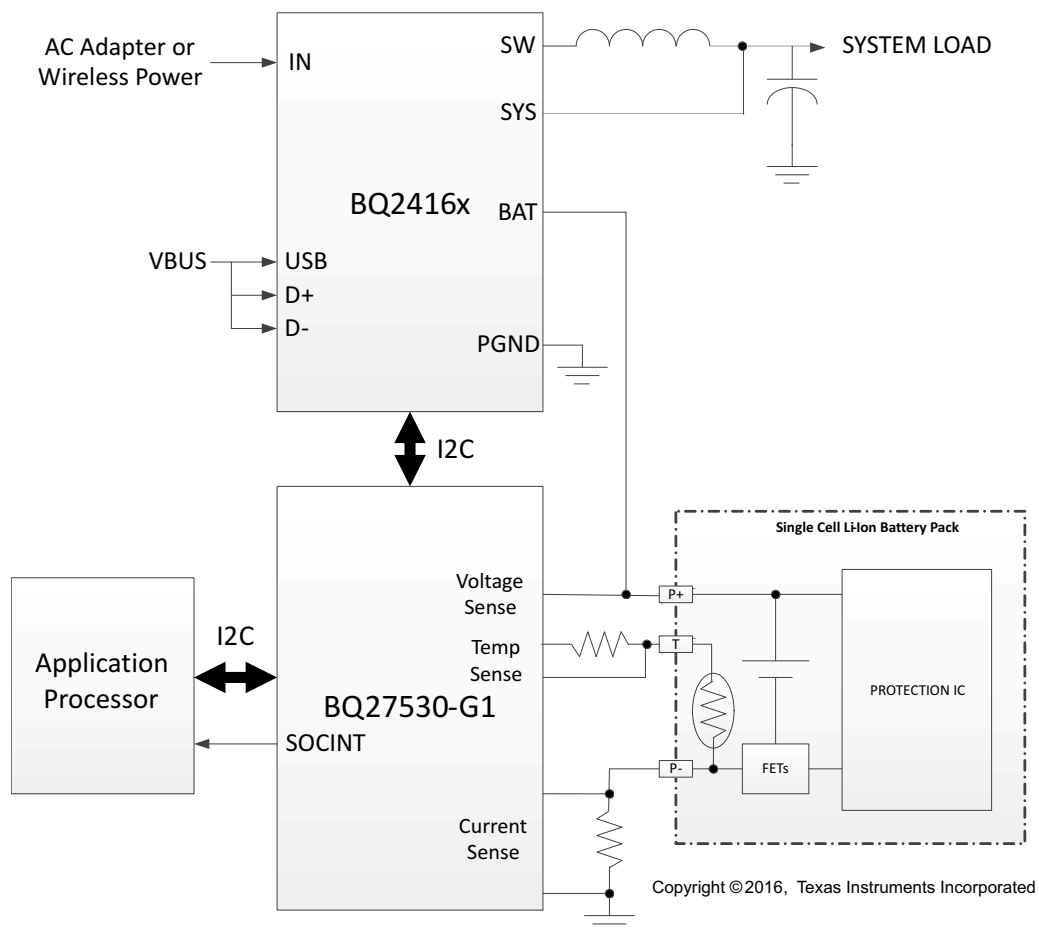 AC Adapter or
Wireless Power
IN
SW
SYSTEM LOAD
SYS
BQ2416x
BAT
VBUS
USB
D+
D-
PGND
I2C
Single Cell Li-Ion Battery Pack
Voltage
Sense
P+
I2C
Temp
Sense
T
Application
Processor
BQ27530-G1
PROTECTION IC
SOCINT
P-
FETs
Current
Sense
Copyright © 2016, Texas Instruments Incorporated